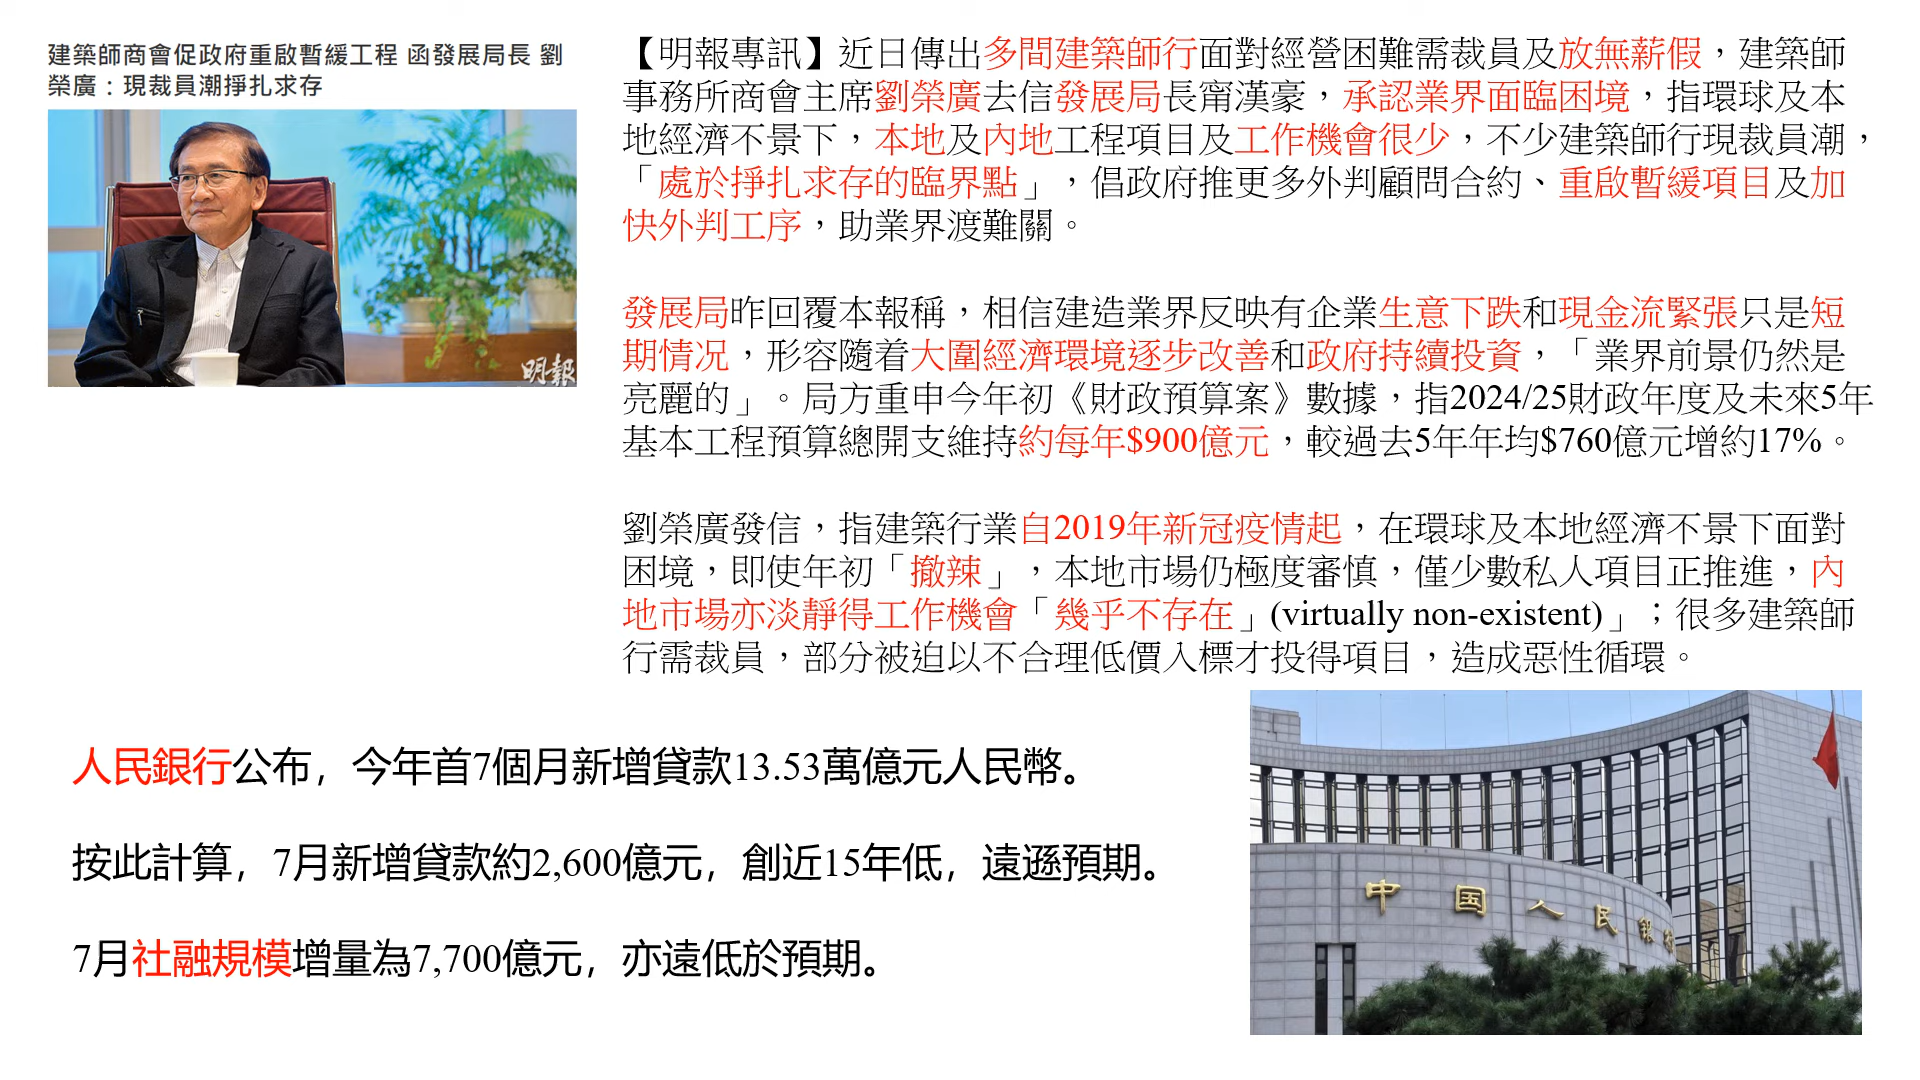 建築師商會促政府重啟暫緩工程 函發展局長 劉
榮廣：現裁員潮掙扎求存
明報
【明報專訊】近日傳出多間建築師行面對經營困難需裁員及放無薪假，建築師
事務所商會主席劉榮廣去信發展局長甯漢豪，承認業界面臨困境，指環球及本
地經濟不景下，本地及內地工程項目及工作機會很少，不少建築師行現裁員潮，
「處於掙扎求存的臨界點」，倡政府推更多外判顧問合約、重啟暫緩項目及加
快外判工序，助業界渡難關。
發展局昨回覆本報稱，相信建造業界反映有企業生意下跌和現金流緊張只是短
期情況，形容隨着大圍經濟環境逐步改善和政府持續投資，「業界前景仍然是
亮麗的」。局方重申今年初《財政預算案》數據，指2024/25財政年度及未來5年
基本工程預算總開支維持約每年$900億元，較過去5年年均$760億元增約17%。
劉榮廣發信，指建築行業自2019年新冠疫情起，在環球及本地經濟不景下面對
困境，即使年初「撤辣」，本地市場仍極度審慎，僅少數私人項目正推進，內
地市場亦淡靜得工作機會「幾乎不存在」(virtually non-existent)」；很多建築師
行需裁員，部分被迫以不合理低價入標才投得項目，造成惡性循環。
人民銀行公布，今年首7個月新增貸款13.53萬億元人民幣。
按此計算，7月新增貸款約2,600億元，創近15年低，遠遜預期。
7月社融規模增量為7,700億元，亦遠低於預期。
中国人民銀行